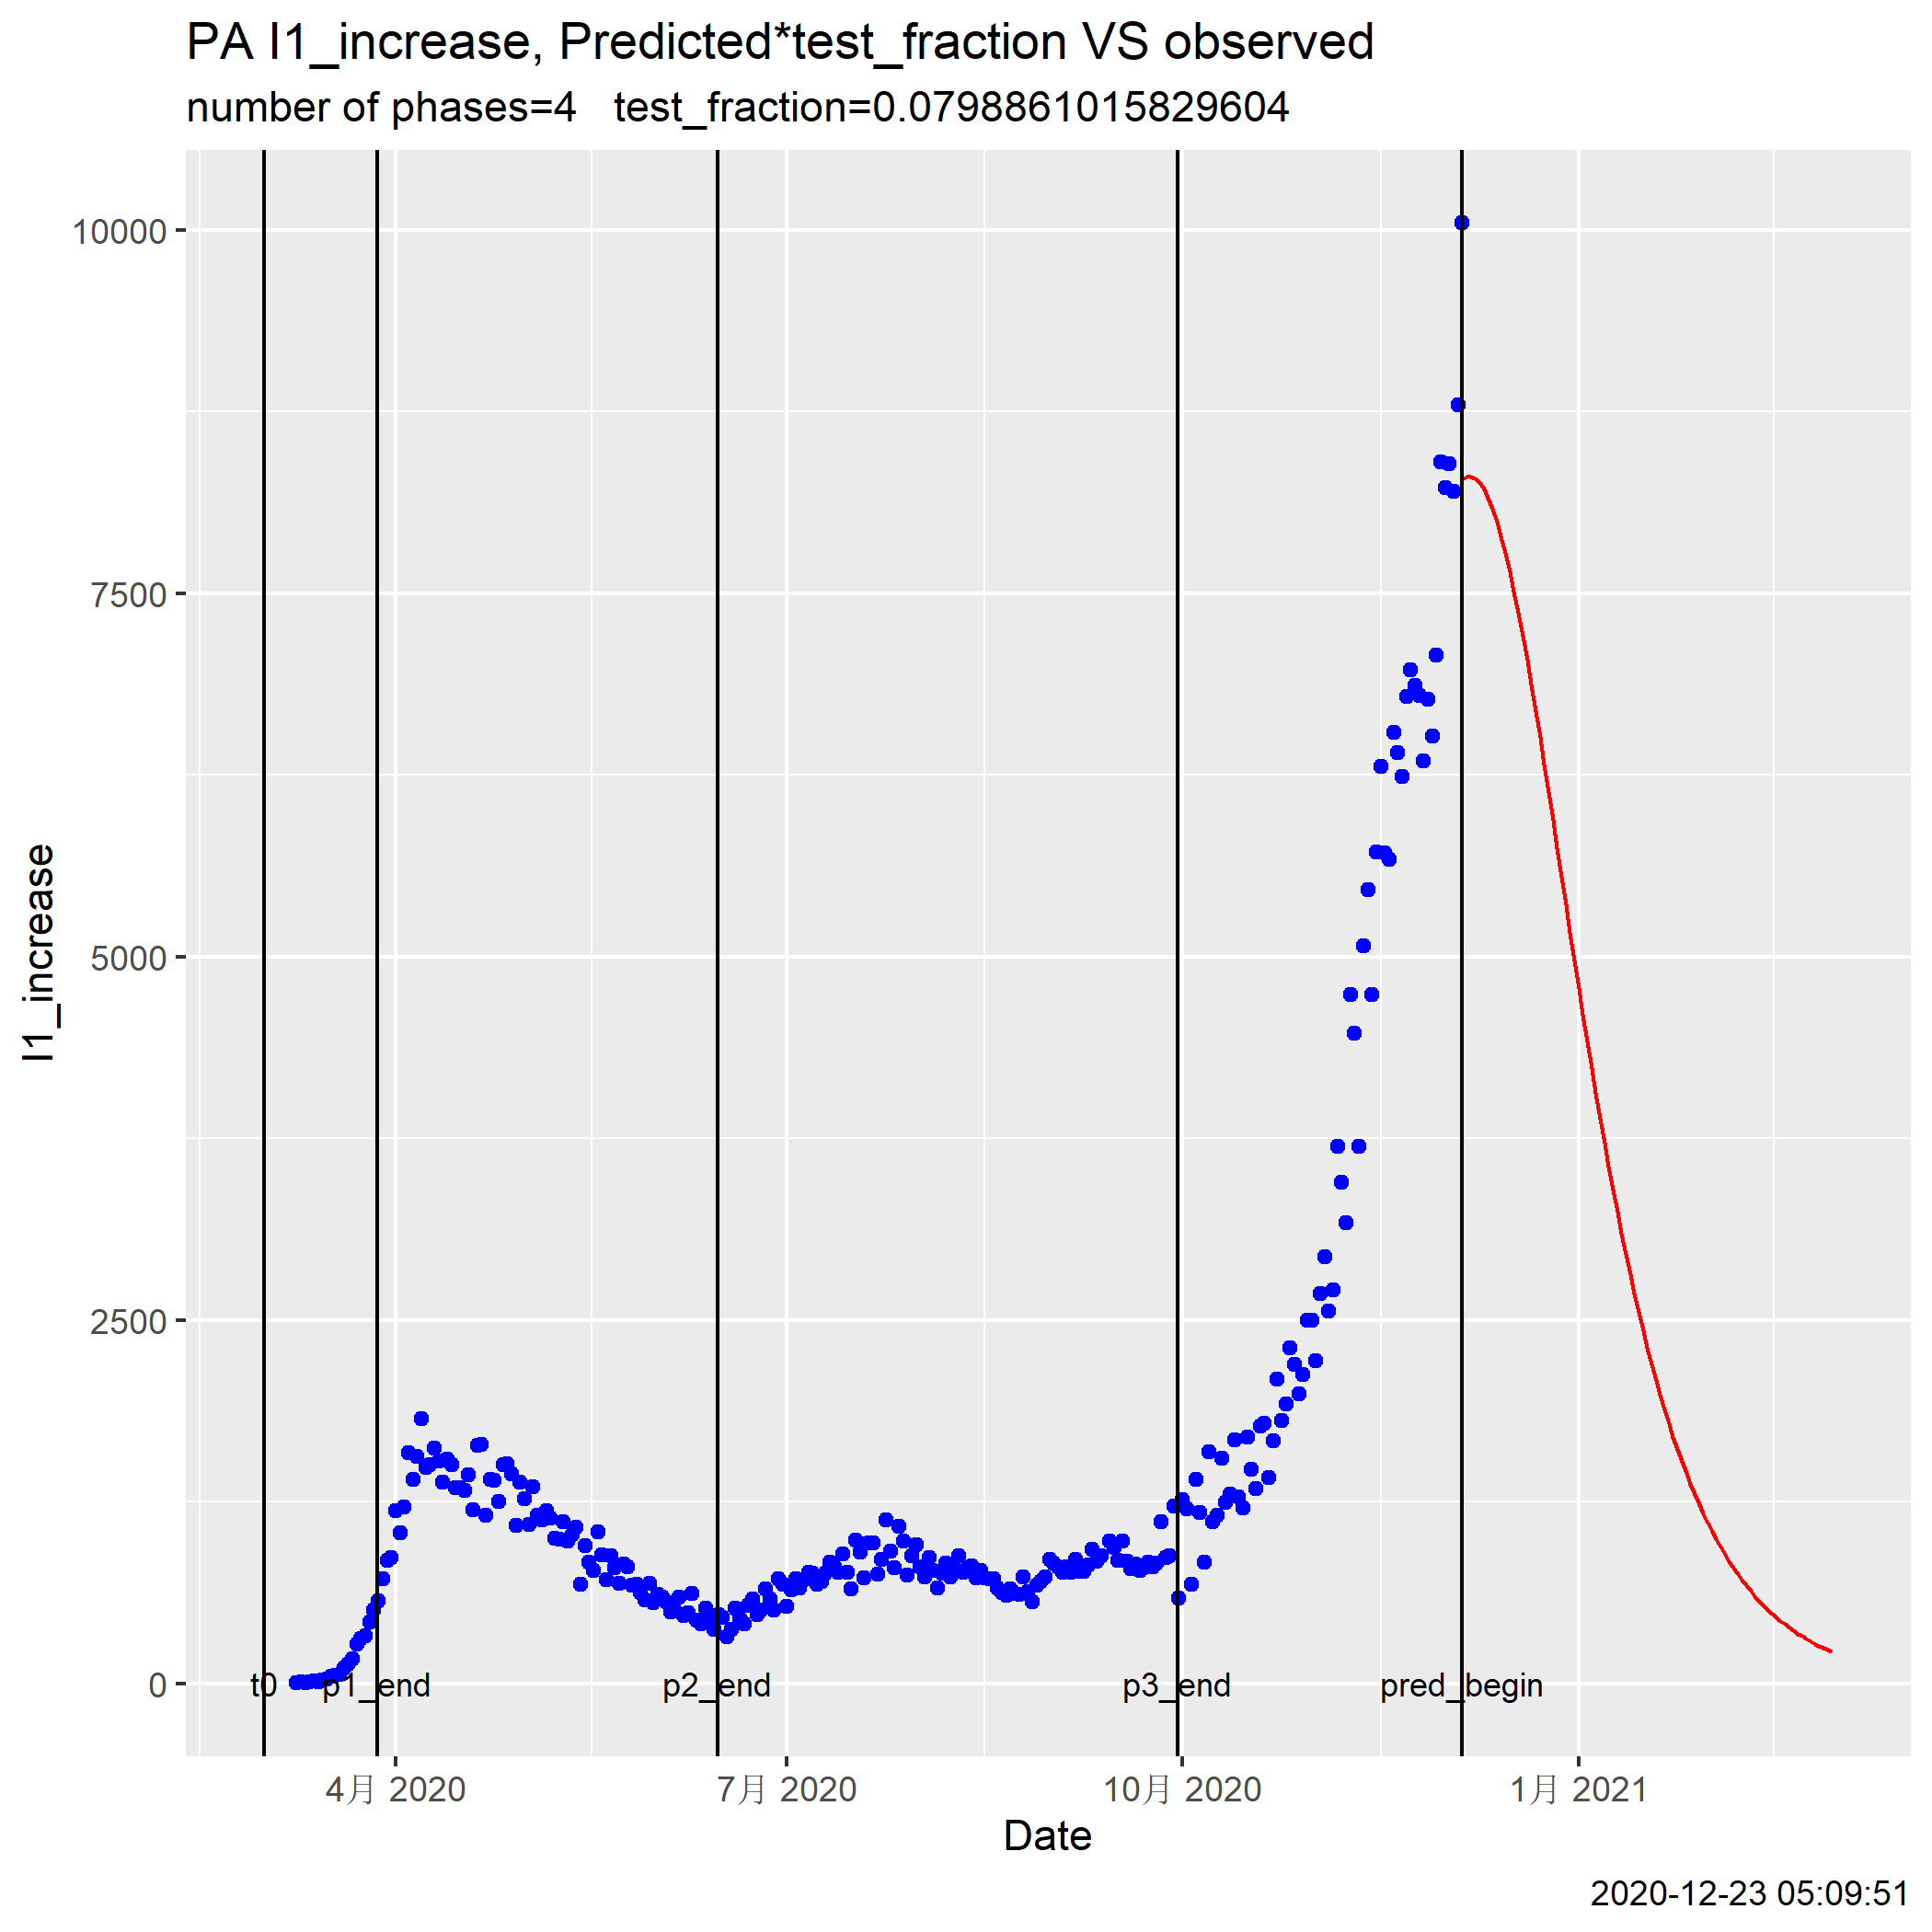 PA I1_increase, Predicted*test_fraction VS observed
number of phases=4   test_fraction=0.0798861015829604
10000
7500
5000
2500
0
I1_increase
t0
p1_end
p2_end
p3_end
pred_begin
4月 2020
7月 2020
10月 2020
1月 2021
Date
2020-12-23 05:09:51